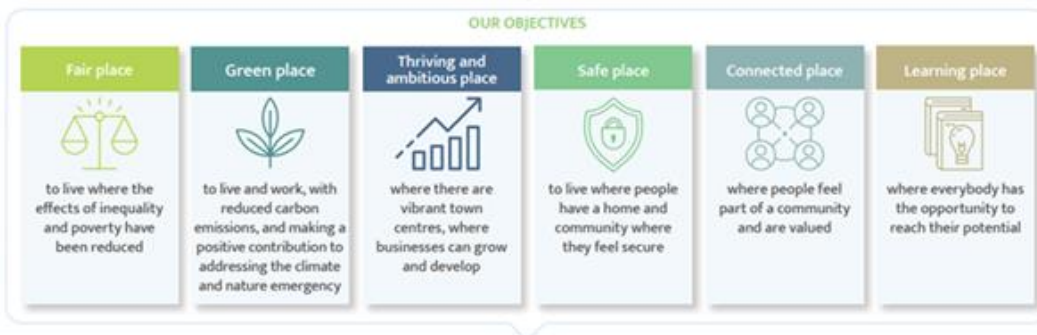 OUR OBJECTIVES
Fair place
to live where the
effects of inequality
and poverty have
been reduced
Green place
to live and work, with
reduced carbon
emissions, and making a
positive contribution to
addressing the climate
and nature emergency
Thriving and
ambitious place
where there are
vibrant town
centres, where
businesses can grow
and develop
Safe place
to live where people
have a home and
community where
they feel secure
Connected place
where people feel
part of a community
and are valued
Learning place
where everybody has
the opportunity to
reach their potential